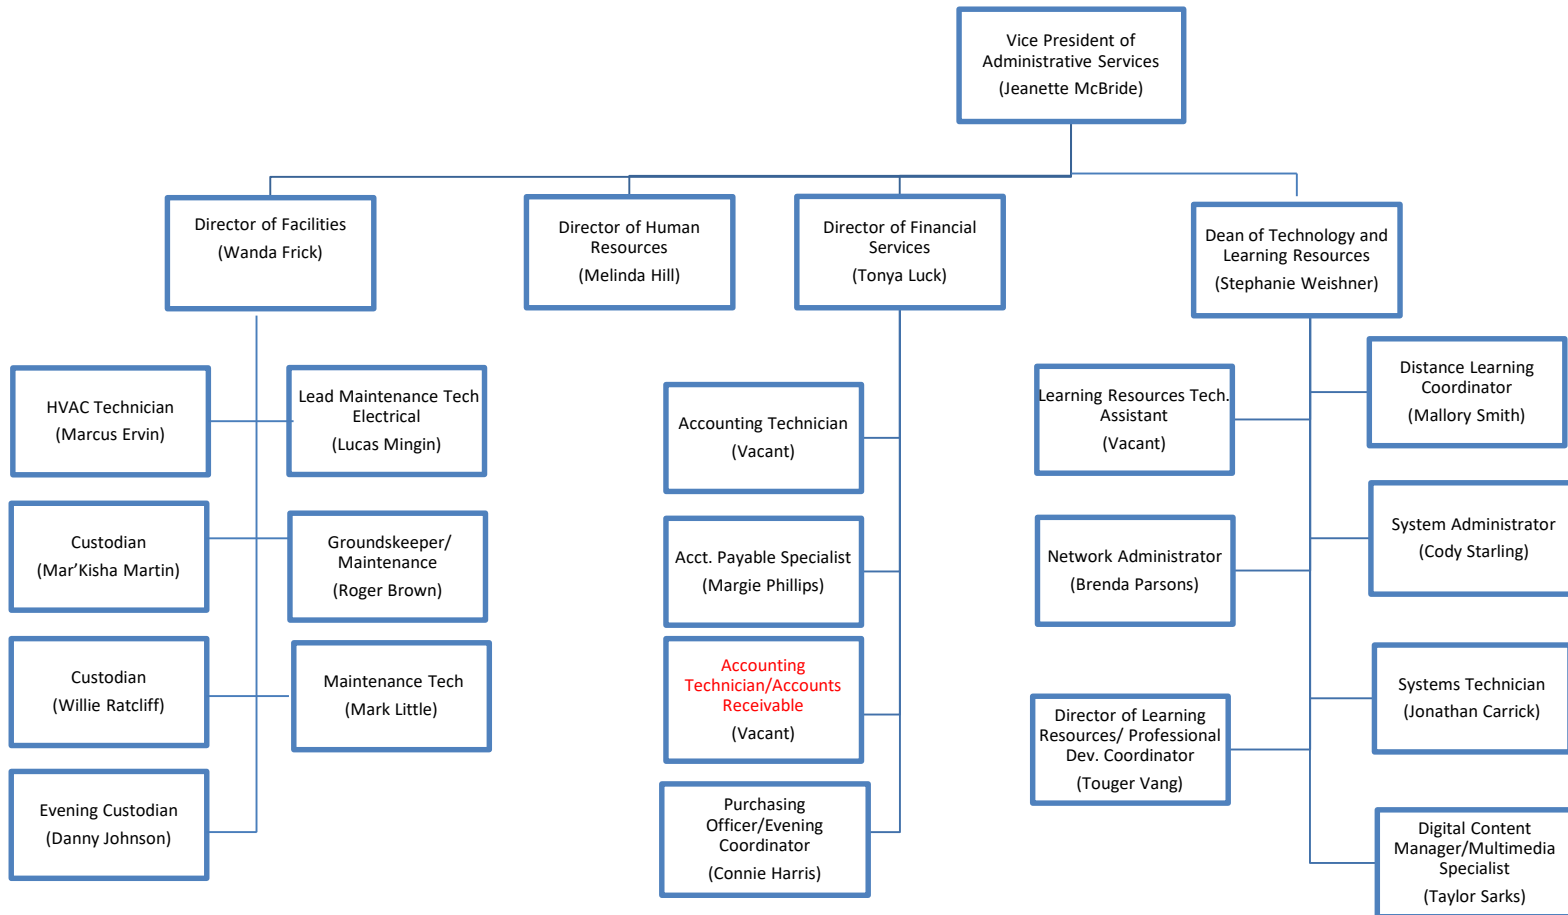 Vice President of
Administrative Services
(Jeanette McBride)
Director of Facilities
(Wanda Frick)
Director of Human
Resources
(Melinda Hill)
Director of Financial
Services
(Tonya Luck)
Dean of Technology and
Learning Resources
(Stephanie Weishner)
HVAC Technician
(Marcus Ervin)
Lead Maintenance Tech
Electrical
(Lucas Mingin)
Custodian
(Mar’Kisha Martin)
Groundskeeper/
Maintenance
(Roger Brown)
Custodian
(Willie Ratcliff)
Maintenance Tech
(Mark Little)
Evening Custodian
(Danny Johnson)
Accounting Technician
(Vacant)
Acct. Payable Specialist
(Margie Phillips)
Accounting
Technician/Accounts
Receivable
(Vacant)
Purchasing
Officer/Evening
Coordinator
(Connie Harris)
Learning Resources Tech.
Assistant
(Vacant)
Distance Learning
Coordinator
(Mallory Smith)
Network Administrator
(Brenda Parsons)
System Administrator
(Cody Starling)
Director of Learning
Resources/ Professional
Dev. Coordinator
(Touger Vang)
Systems Technician
(Jonathan Carrick)
Digital Content
Manager/Multimedia
Specialist
(Taylor Sarks)